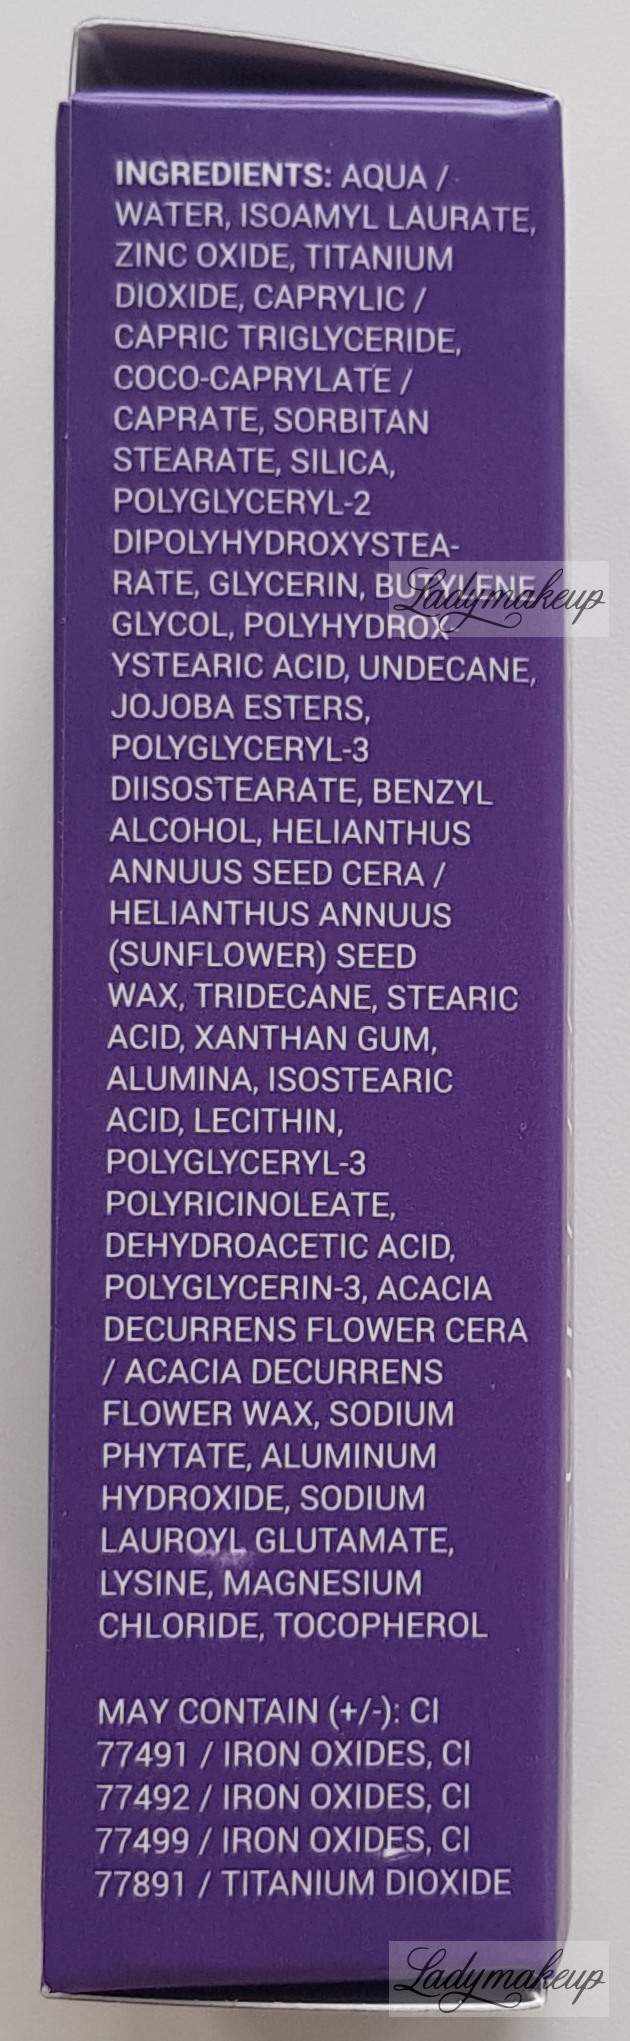 INGREDIENTS: AQUA /
WATER, ISOAMYL LAURATE,
ZINC OXIDE, TITANIUM
DIOXIDE, CAPRYLIC /
CAPRIC TRIGLYCERIDE,
COCO-CAPRYLATE /
CAPRATE, SORBITAN
STEARATE, SILICA,
POLYGLYCERYL-2
DIPOLYHYDROXYSTEA-
RATE, GLYCERIN, BUTYLENE
GLYCOL, POLYHYDROX-
YSTEARIC ACID, UNDECANE,
JOJOBA ESTERS,
POLYGLYCERYL-3
DIISOSTEARATE, BENZYL
ALCOHOL, HELIANTHUS
ANNUUS SEED CERA /
HELIANTHUS ANNUUS
(SUNFLOWER) SEED
WAX, TRIDECANE, STEARIC
ACID, XANTHAN GUM,
ALUMINA, ISOSTEARIC
ACID, LECITHIN,
POLYGLYCERYL-3
POLYRICINOLEATE,
DEHYDROACETIC ACID,
POLYGLYCERIN-3, ACACIA
DECURRENS FLOWER CERA
/ ACACIA DECURRENS
FLOWER WAX, SODIUM
PHYTATE, ALUMINUM
HYDROXIDE, SODIUM
LAUROYL GLUTAMATE,
LYSINE, MAGNESIUM
CHLORIDE, TOCOPHEROL
MAY CONTAIN (+/-): CI
77491 / IRON OXIDES, CI
77492 / IRON OXIDES, CI
77499 / IRON OXIDES, CI
77891 / TITANIUM DIOXIDE
Ladymakeup
Ladymakeup